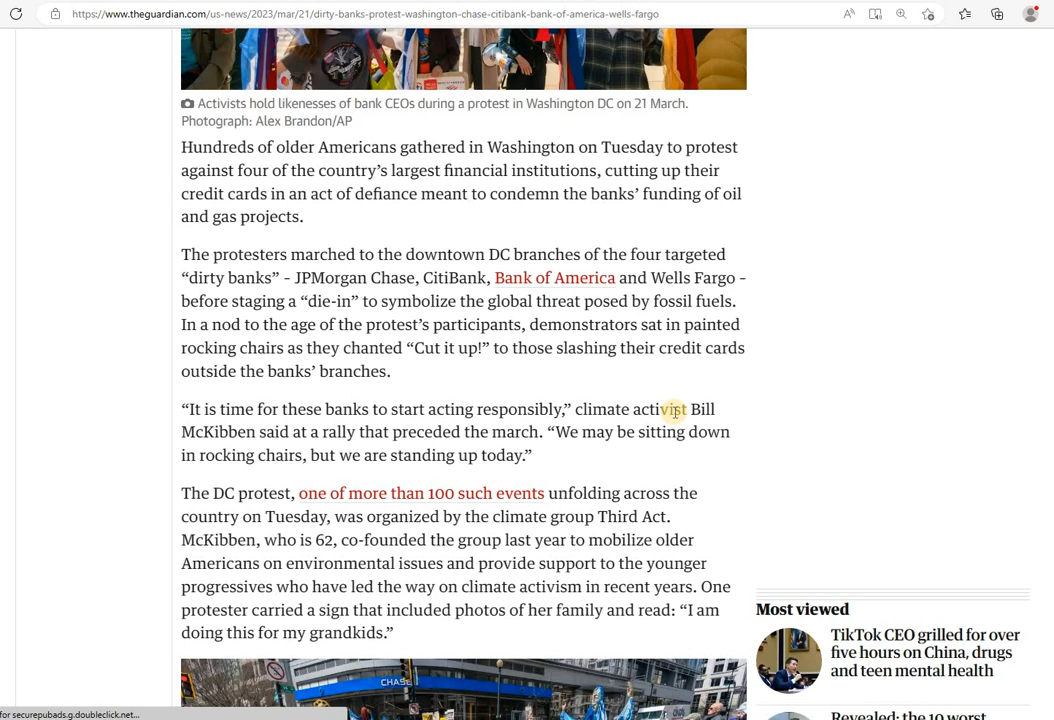 https://www.theguardian.com/us-news/2023/mar/21/dirty-banks-protest-washington-chase-citibank-bank-of-america-wells-fargo
Activists hold likenesses of bank CEOs during a protest in Washington DC on 21 March.
Photograph: Alex Brandon/AP
Hundreds of older Americans gathered in Washington on Tuesday to protest
against four of the country’s largest financial institutions, cutting up their
credit cards in an act of defiance meant to condemn the banks’ funding of oil
and gas projects.
The protesters marched to the downtown DC branches of the four targeted
“dirty banks” – JPMorgan Chase, CitiBank, Bank of America and Wells Fargo –
before staging a “die-in” to symbolize the global threat posed by fossil fuels.
In a nod to the age of the protest’s participants, demonstrators sat in painted
rocking chairs as they chanted “Cut it up!” to those slashing their credit cards
outside the banks’ branches.
“It is time for these banks to start acting responsibly,” climate activist Bill
McKibben said at a rally that preceded the march. “We may be sitting down
in rocking chairs, but we are standing up today.”
The DC protest, one of more than 100 such events unfolding across the
country on Tuesday, was organized by the climate group Third Act.
McKibben, who is 62, co-founded the group last year to mobilize older
Americans on environmental issues and provide support to the younger
progressives who have led the way on climate activism in recent years. One
protester carried a sign that included photos of her family and read: “I am
doing this for my grandkids.”
Most viewed
TikTok CEO grilled for over
five hours on China, drugs
and teen mental health
Revealed: the 10 worst
CHASE
for securepubads.g.doubleclick.net...